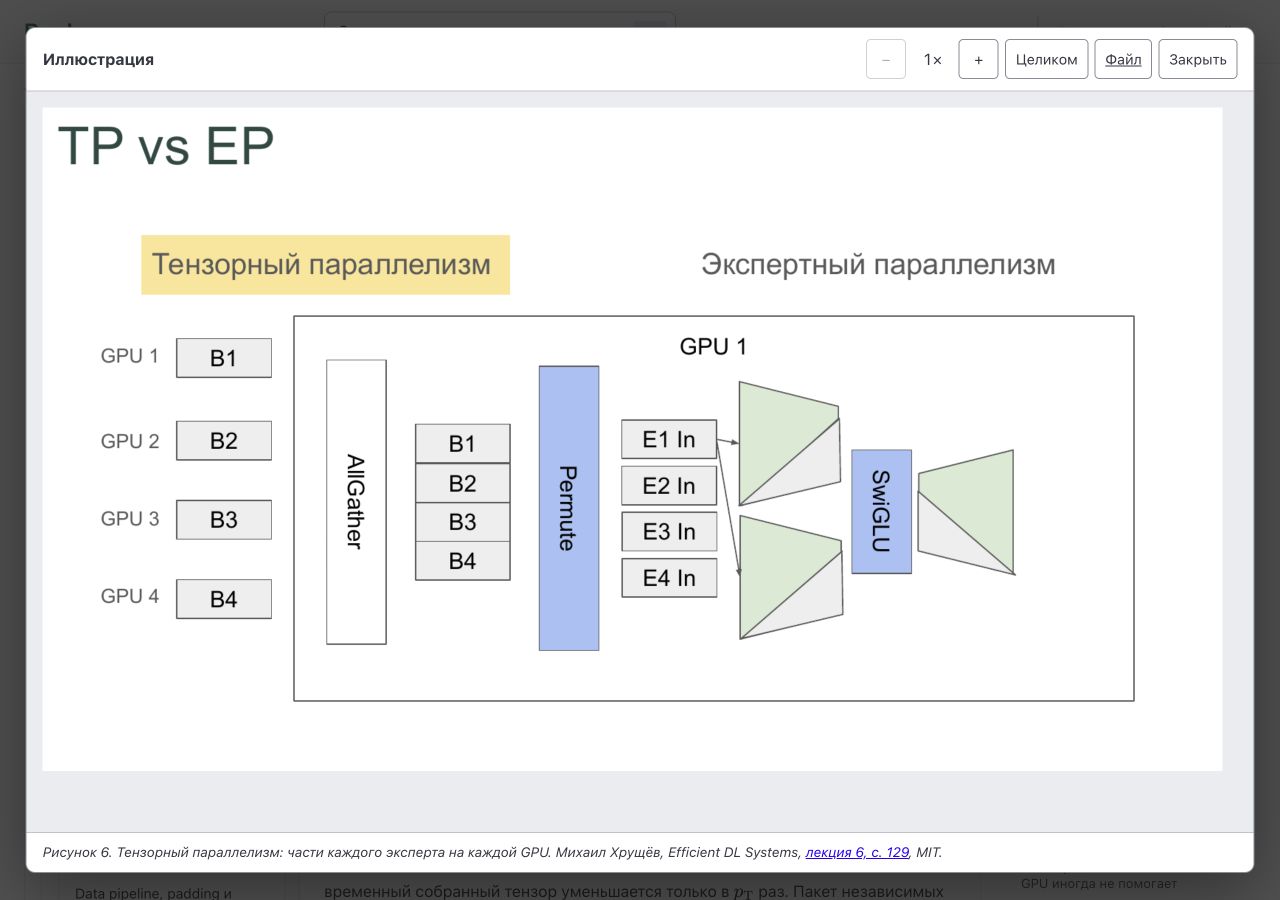 Иллюстрация
−
1×
+
Целиком
Файл
Закрыть
TP vs EP
Тензорный параллелизм
Экспертный параллелизм
GPU 1
B1
GPU 2
B2
GPU 3
B3
GPU 4
B4
AllGather
B1
B2
B3
B4
Permute
GPU 1
E1 In
E2 In
E3 In
E4 In
SwiGLU
Рисунок 6. Тензорный параллелизм: части каждого эксперта на каждой GPU. Михаил Хрущёв, Efficient DL Systems, лекция 6, с. 129, MIT.
Data pipeline, padding и
временный собранный тензор уменьшается только в pT раз. Пакет независимых
GPU иногда не помогает